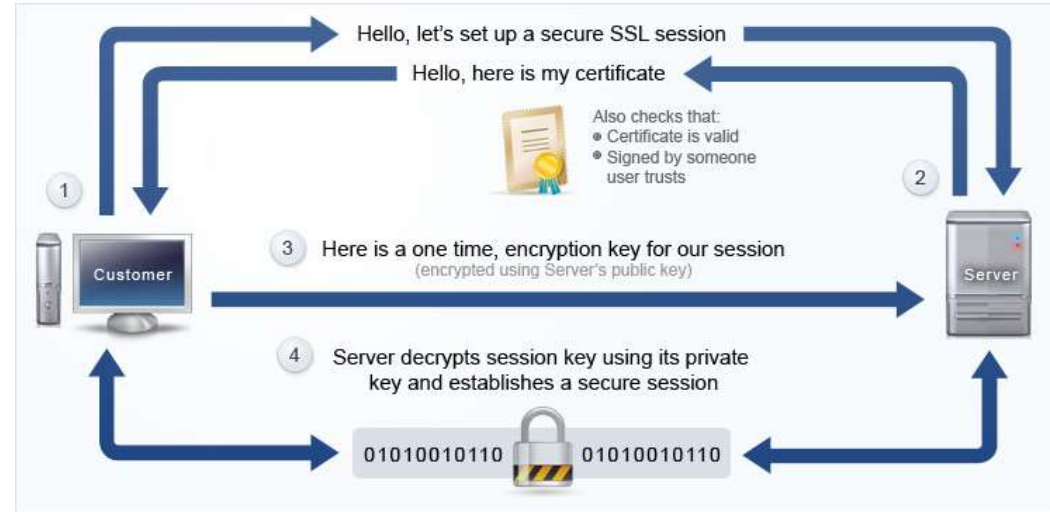 Hello, let's set up a secure SSL session
Hello, here is my certificate
Also checks that:
• Certificate is valid
• Signed by someone
user trusts
1
2
3 Here is a one time, encryption key for our session
(encrypted using Server's public key)
Customer
Server
4 Server decrypts session key using its private
key and establishes a secure session
01010010110 01010010110